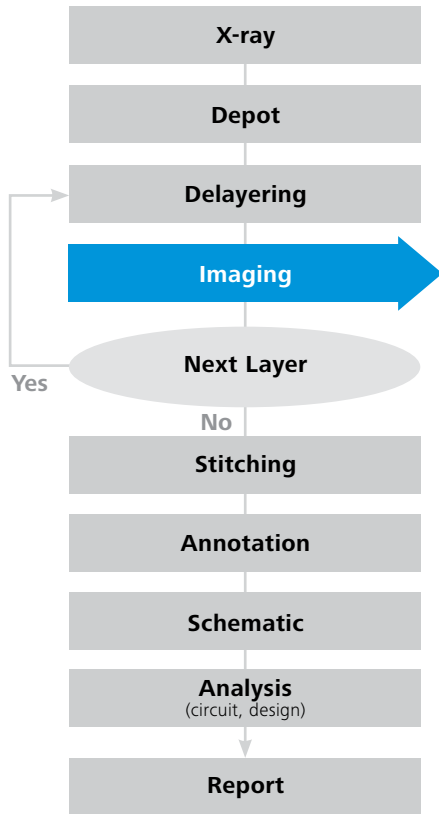 X-ray
Depot
Delayering
Imaging
Next Layer
Yes
No
Stitching
Annotation
Schematic
Analysis
(circuit, design)
Report